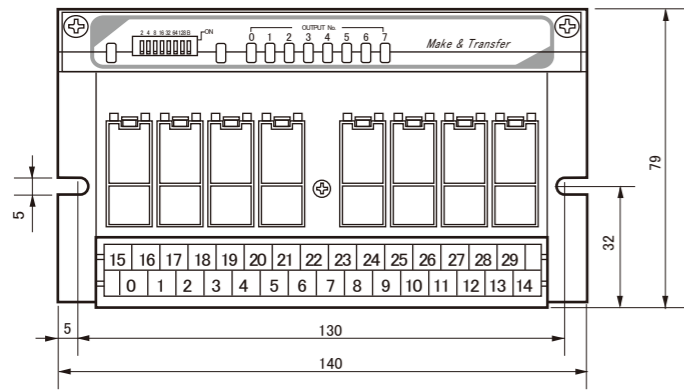 OUTPUT No.
2 4 8 16 32 64 128 B ON
0 1 2 3 4 5 6 7
Make & Transfer
79
5
32
15 16 17 18 19 20 21 22 23 24 25 26 27 28 29
0 1 2 3 4 5 6 7 8 9 10 11 12 13 14
5
130
140